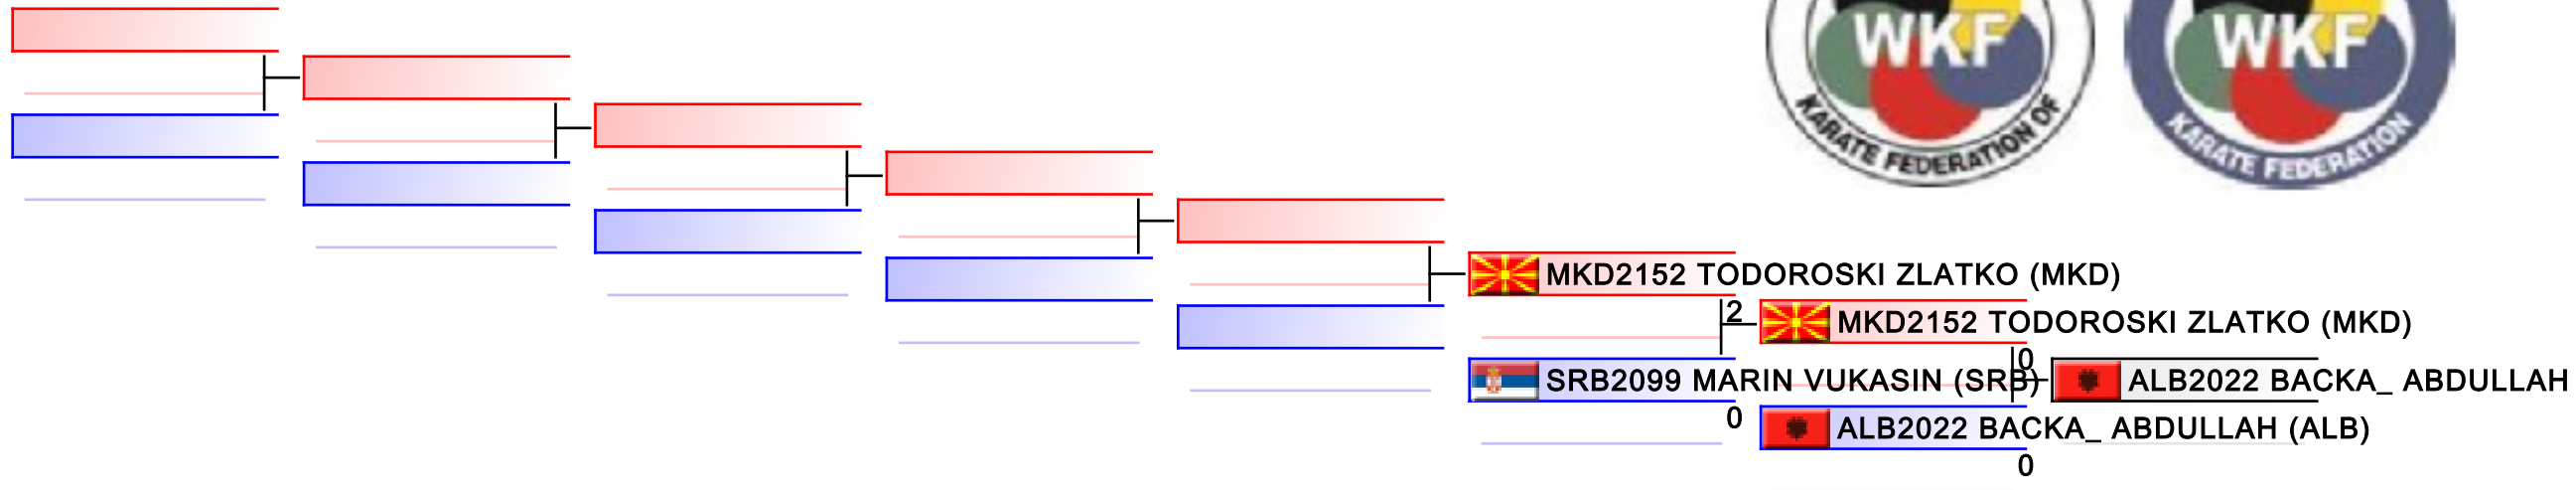 WKF
KARATE FEDERATION OF
WKF
KARATE FEDERATION
MKD2152 TODOROSKI ZLATKO (MKD)
2
MKD2152 TODOROSKI ZLATKO (MKD)
0
SRB2099 MARIN VUKASIN (SRB)
ALB2022 BACKA_ ABDULLAH
0
ALB2022 BACKA_ ABDULLAH (ALB)
0